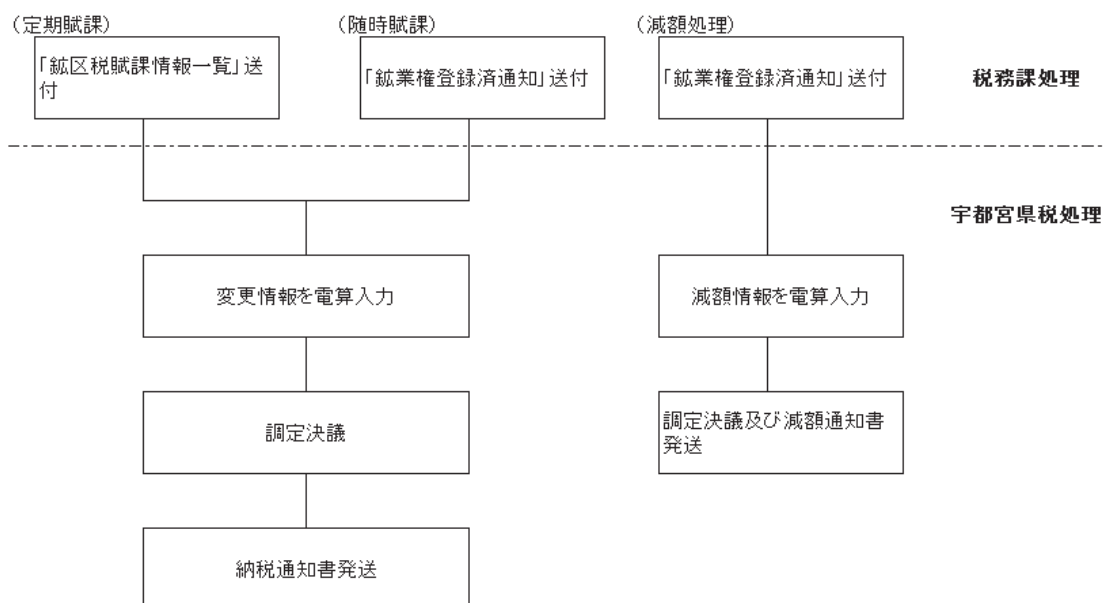 （定期賦課）
（随時賦課）
（減額処理）
「鉱区税賦課情報一覧」送
付
「鉱業権登録済通知」送付
「鉱業権登録済通知」送付
税務課処理
宇都宮県税処理
変更情報を電算入力
減額情報を電算入力
調定決議
調定決議及び減額通知書
発送
納税通知書発送